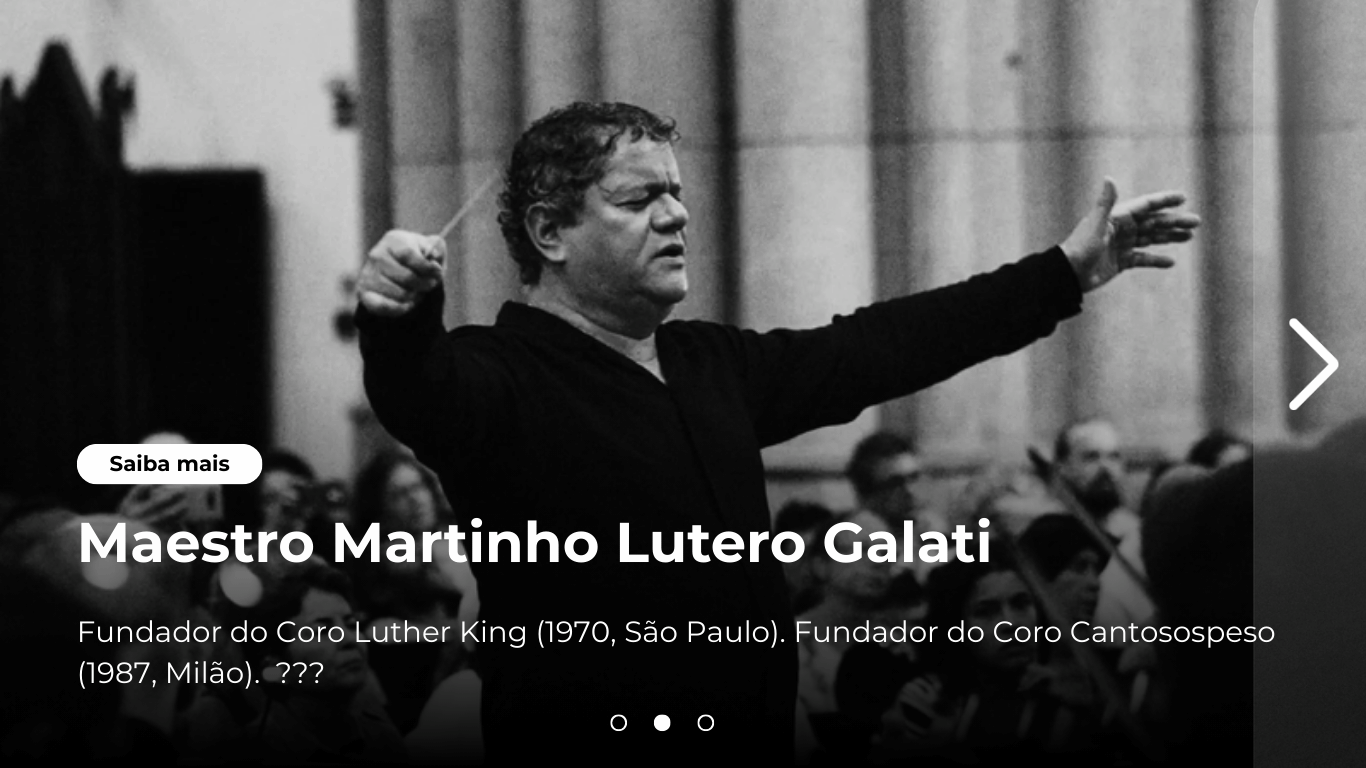 Saiba mais
Maestro Martinho Lutero Galati
Fundador do Coro Luther King (1970, São Paulo). Fundador do Coro Cantosospeso
(1987, Milão).  ???